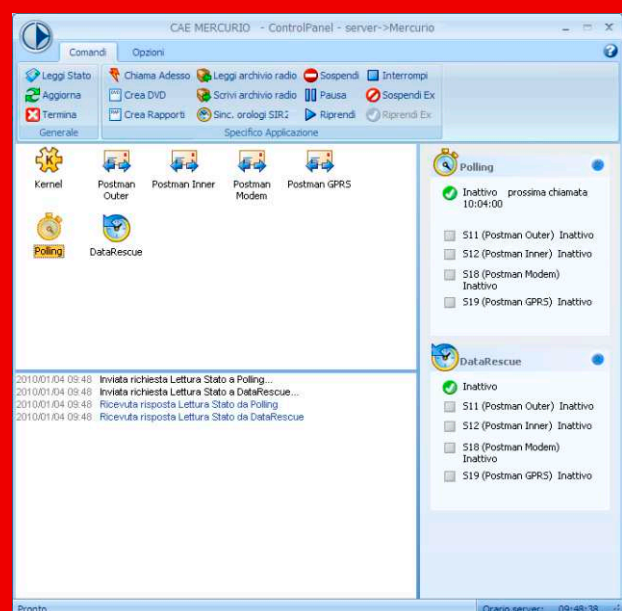 CAE MERCURIO - ControlPanel - server->Mercurio
Comandi Opzioni
Leggi Stato Chiama Adesso Leggi archivio radio Sospendi Interrompi
Aggiorna Crea DVD Scrivi archivio radio Pausa Sospendi Ex
Termina Crea Rapporti Sinc. orologi SIR2 Riprendi Riprendi Ex
Generale Specifico Applicazione
Kernel
Postman Outer
Postman Inner
Postman Modem
Postman GPRS
Polling
DataRescue
2010/01/04 09:48 Inviata richiesta Lettura Stato a Polling...
2010/01/04 09:48 Inviata richiesta Lettura Stato a DataRescue...
2010/01/04 09:48 Ricevuta risposta Lettura Stato da Polling
2010/01/04 09:48 Ricevuta risposta Lettura Stato da DataRescue
Polling
Inattivo prossima chiamata
10:04:00
S11 (Postman Outer) Inattivo
S12 (Postman Inner) Inattivo
S18 (Postman Modem)
Inattivo
S19 (Postman GPRS) Inattivo
DataRescue
Inattivo
S11 (Postman Outer) Inattivo
S12 (Postman Inner) Inattivo
S18 (Postman Modem)
Inattivo
S19 (Postman GPRS) Inattivo
Pronto Orario server: 09:48:38